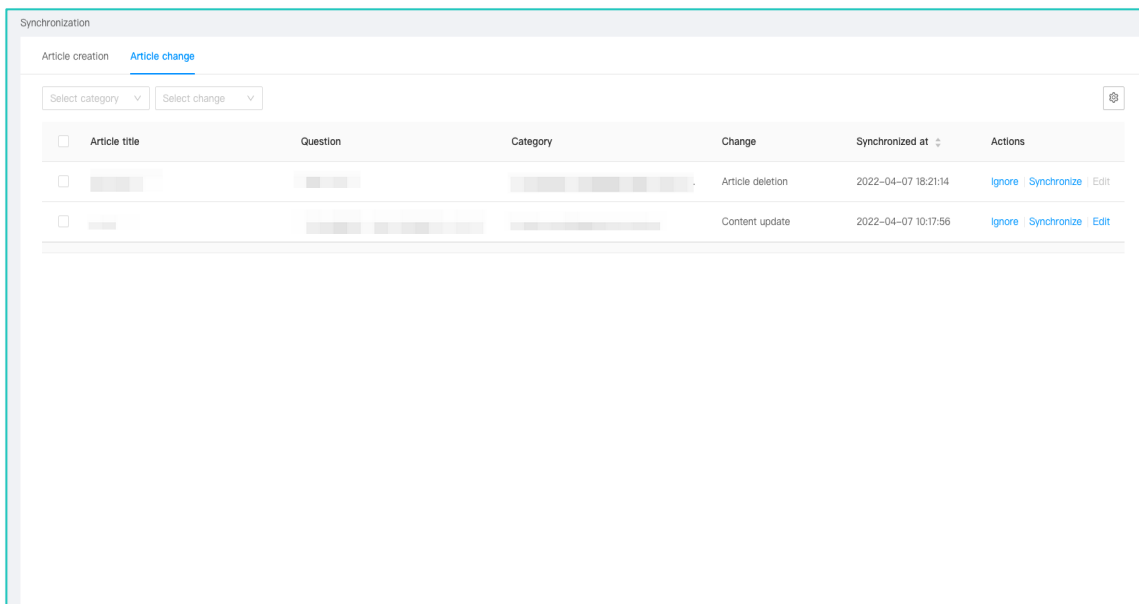 Synchronization
Article creation Article change
Select category Select change
Article title Question Category Change Synchronized at Actions
Article deletion 2022-04-07 18:21:14 Ignore Synchronize Edit
Content update 2022-04-07 10:17:56 Ignore Synchronize Edit